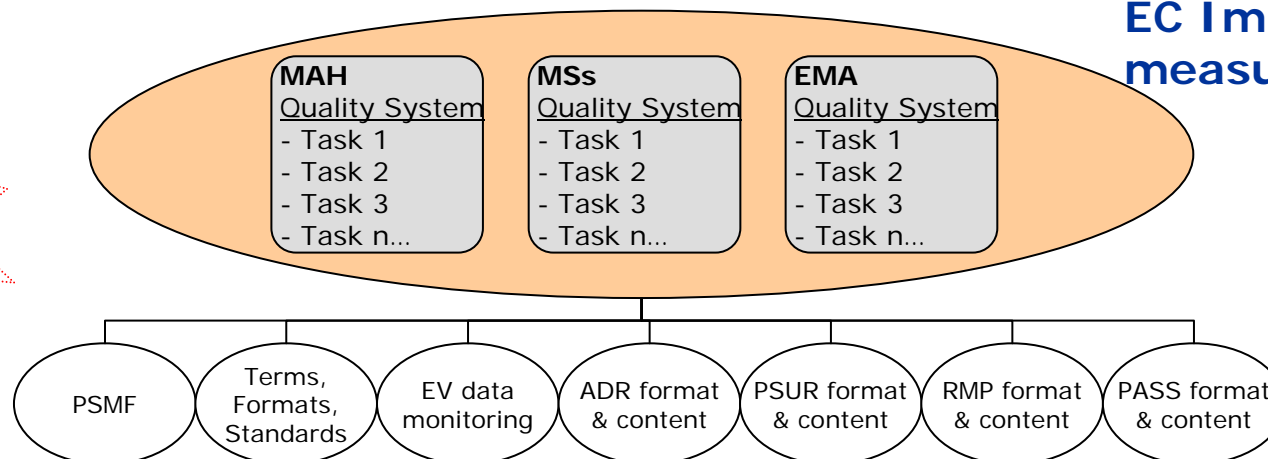 EC Im
measu
MAH
Quality System
- Task 1
- Task 2
- Task 3
- Task n...
MSs
Quality System
- Task 1
- Task 2
- Task 3
- Task n...
EMA
Quality System
- Task 1
- Task 2
- Task 3
- Task n...
PSMF
Terms,
Formats,
Standards
EV data
monitoring
ADR format
& content
PSUR format
& content
RMP format
& content
PASS format
& content